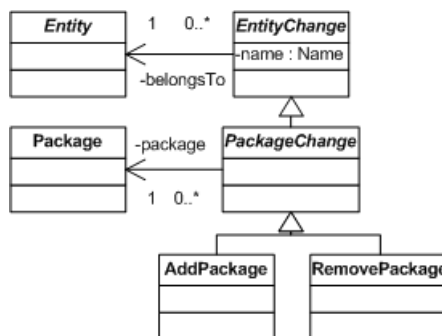 Entity
1 0..*
EntityChange
-name : Name
-belongsTo
Package
-package
PackageChange
1 0..*
AddPackage
RemovePackage